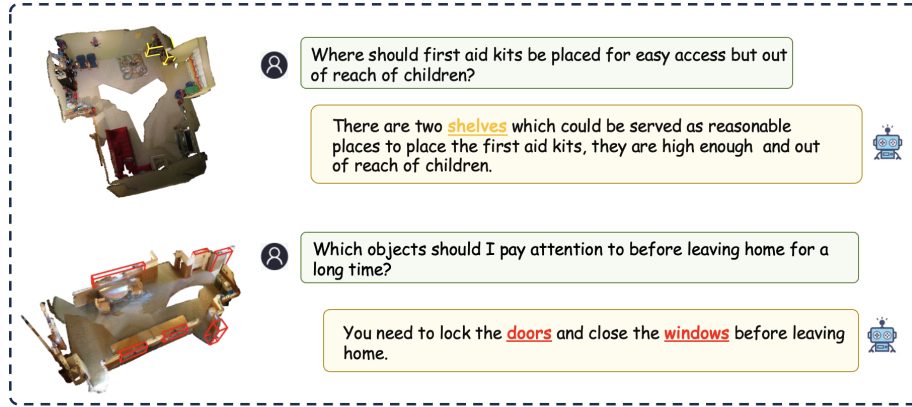 Where should first aid kits be placed for easy access but out
of reach of children?
There are two shelves which could be served as reasonable
places to place the first aid kits, they are high enough and out
of reach of children.
Which objects should I pay attention to before leaving home for a
long time?
You need to lock the doors and close the windows before leaving
home.